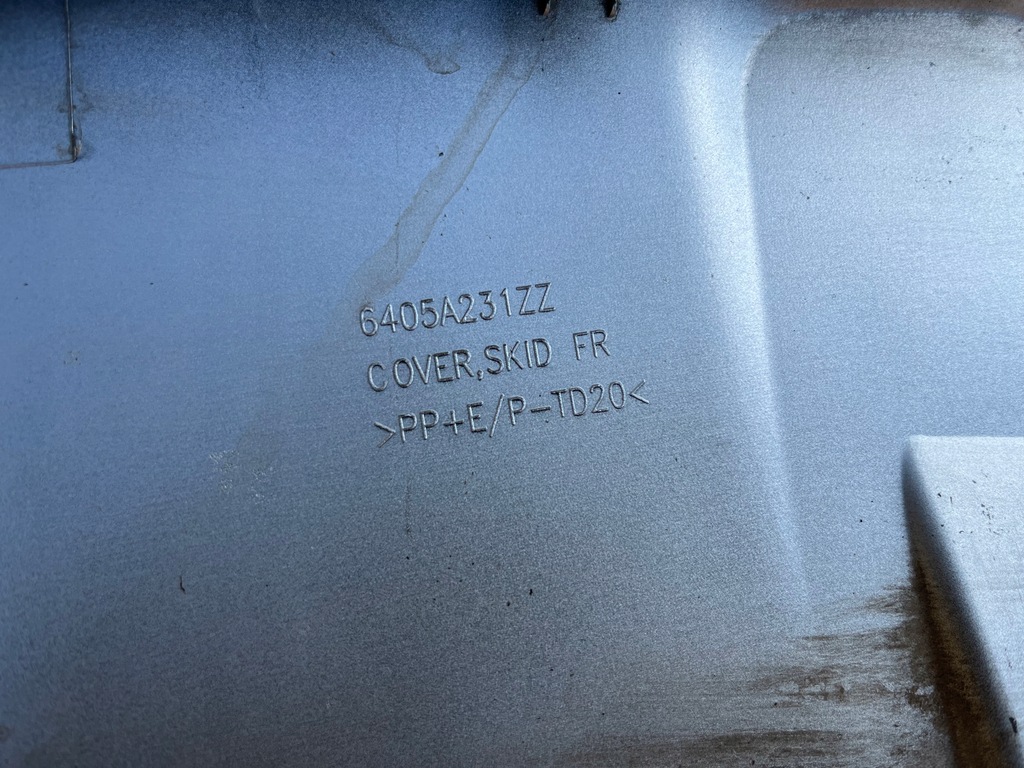 6405A231ZZ
COVER,SKID FR
>PP+E/P-TD20<